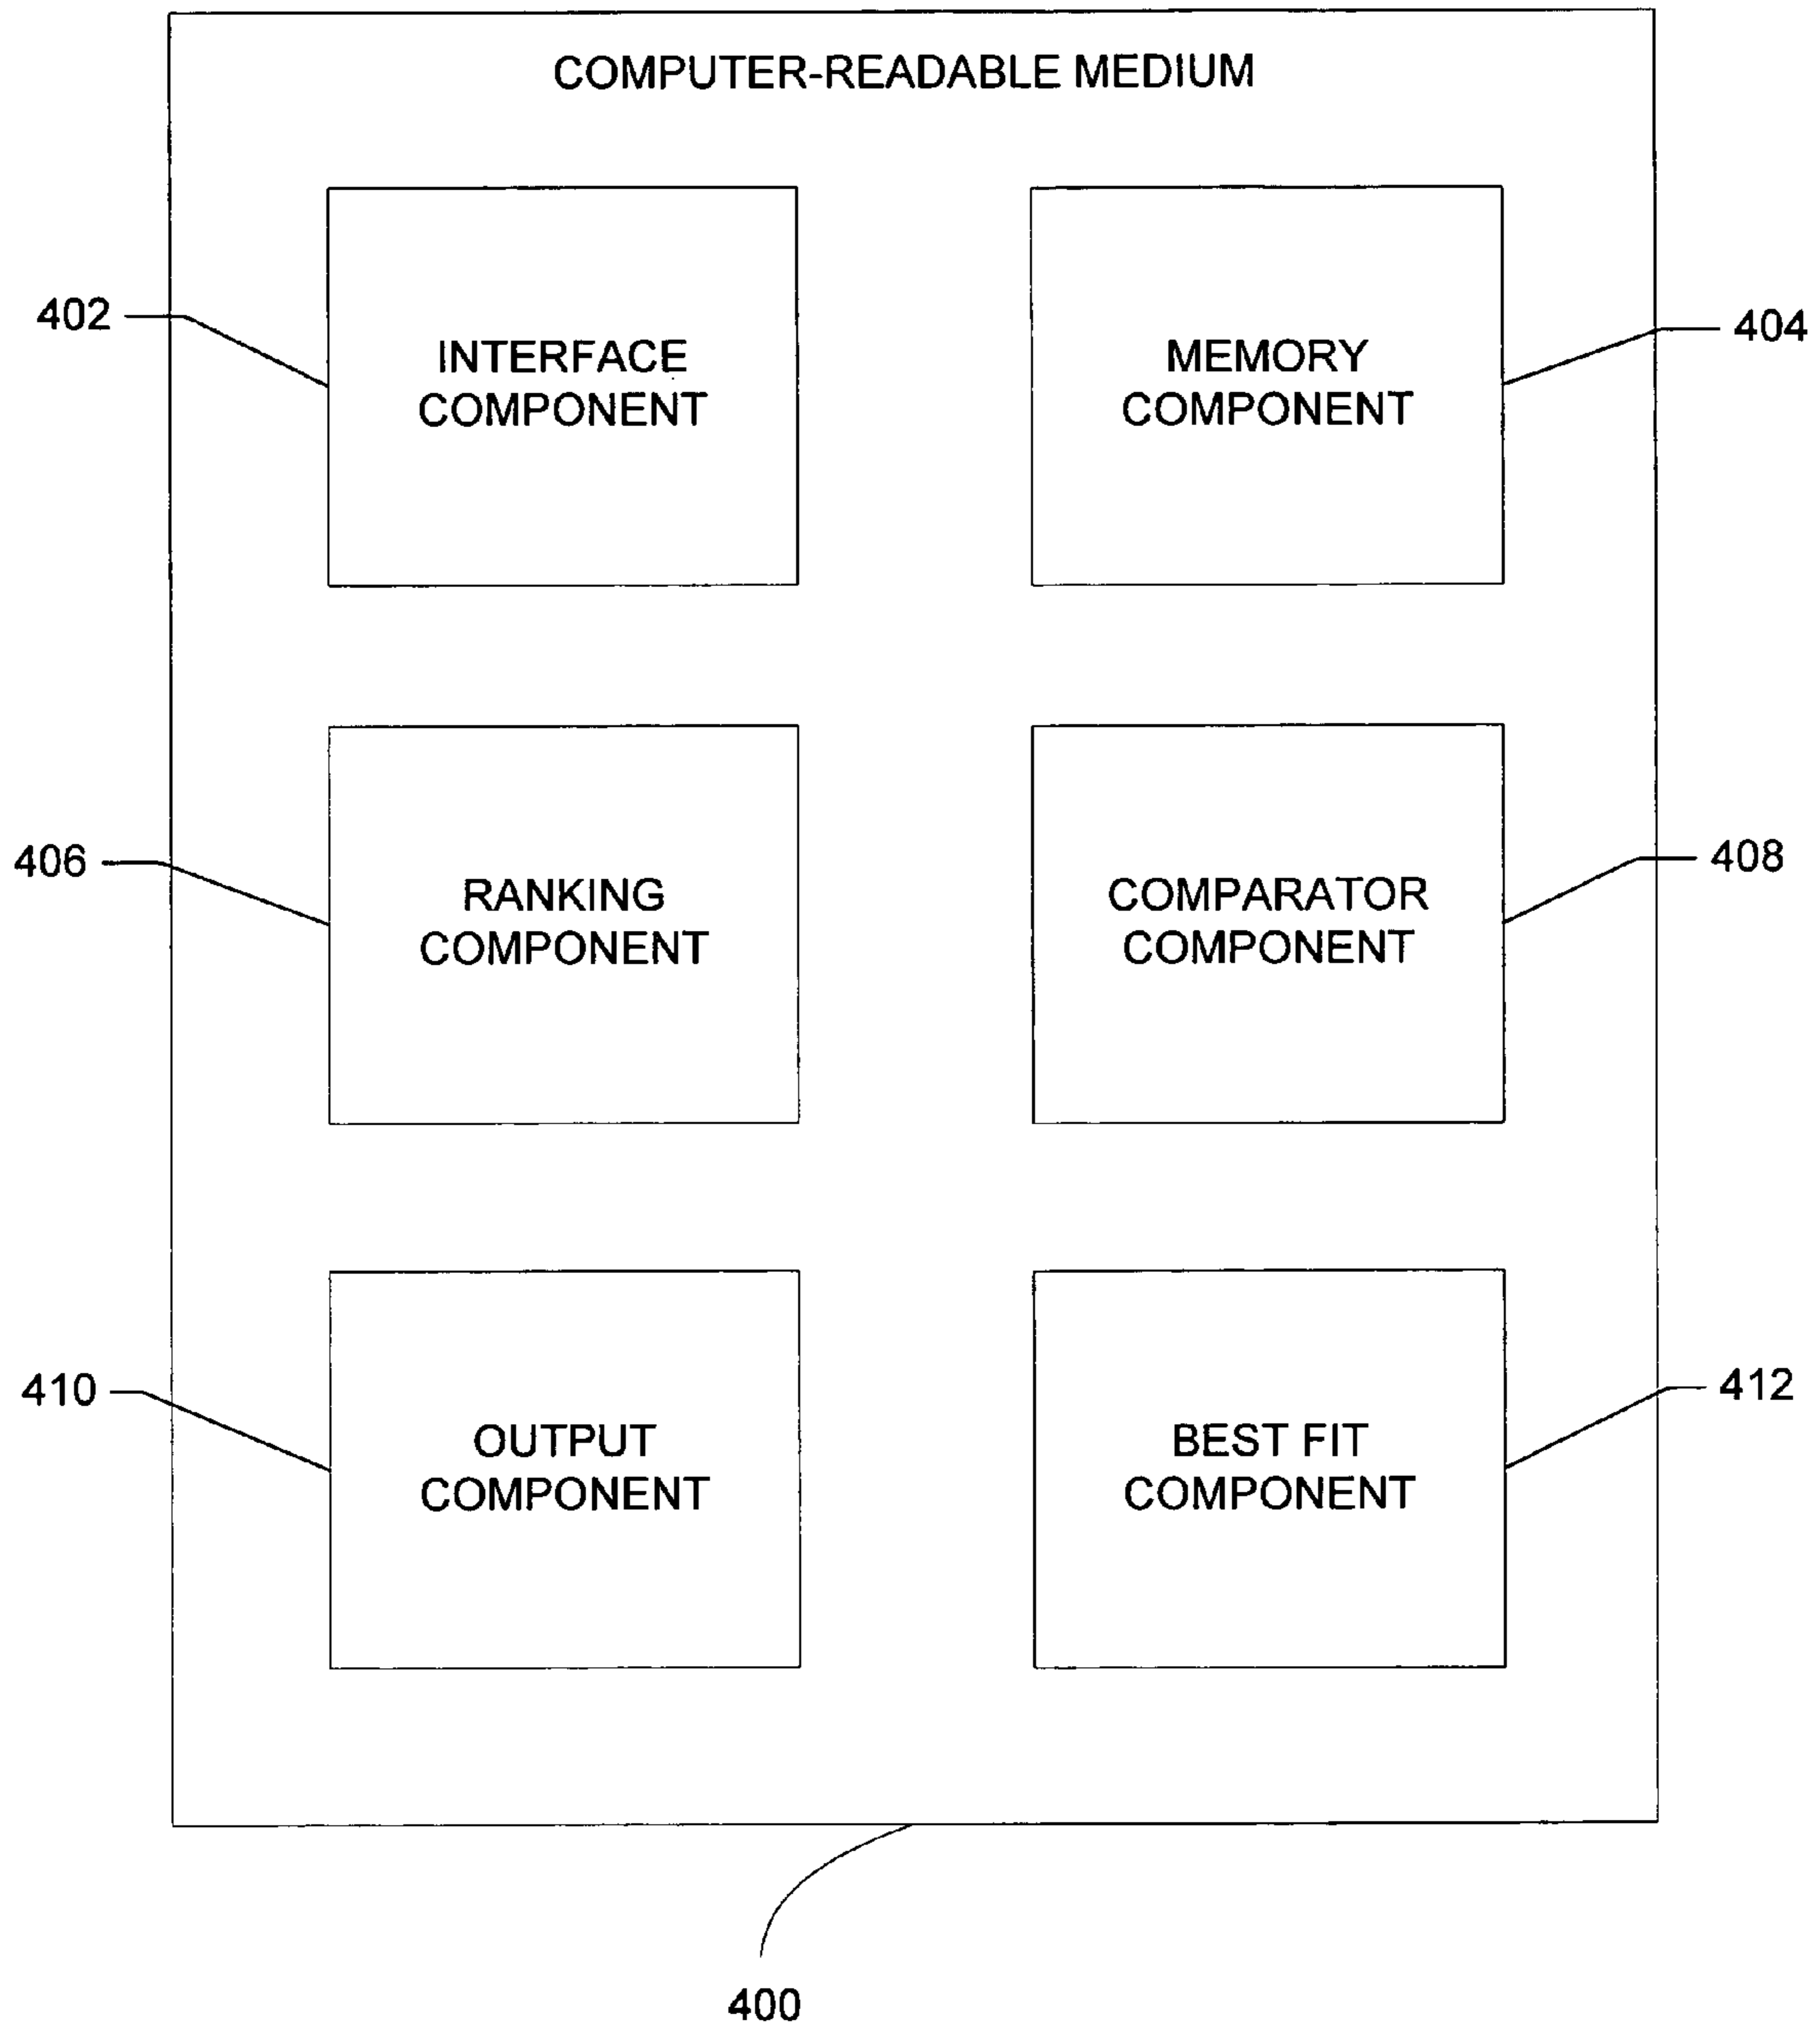 COMPUTER-READABLE MEDIUM
402
INTERFACE
COMPONENT
MEMORY
COMPONENT
404
406
RANKING
COMPONENT
COMPARATOR
COMPONENT
408
410
OUTPUT
COMPONENT
BEST FIT
COMPONENT
412
400